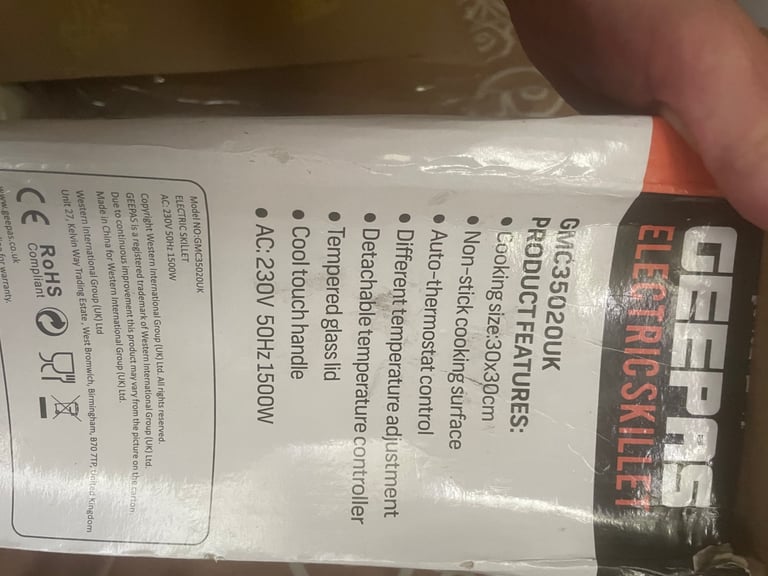 GEEPAS
ELECTRIC SKILLET
GMC35020UK
PRODUCT FEATURES:
• Cooking size:30x30cm
• Non-stick cooking surface
• Auto-thermostat control
• Different temperature adjustment
• Detachable temperature controller
• Tempered glass lid
• Cool touch handle
• AC:230V 50Hz 1500W
Model NO:GMC35020UK
ELECTRIC SKILLET
AC: 230V 50Hz 1500W
Copyright Western International Group (UK) Ltd. All rights reserved.
GEEPAS is a registered trademark of Western International Group (UK) Ltd.
Due to continuous improvement this product may vary from the picture on the carton.
Made in China for Western International Group (UK) Ltd.
Western International Group (UK) Ltd
Unit 27, Kelvin Way Trading Estate, West Bromwich, Birmingham, B70 7TP, United Kingdom
CE RoHS
Compliant
www.geepas.co.uk
for warranty.